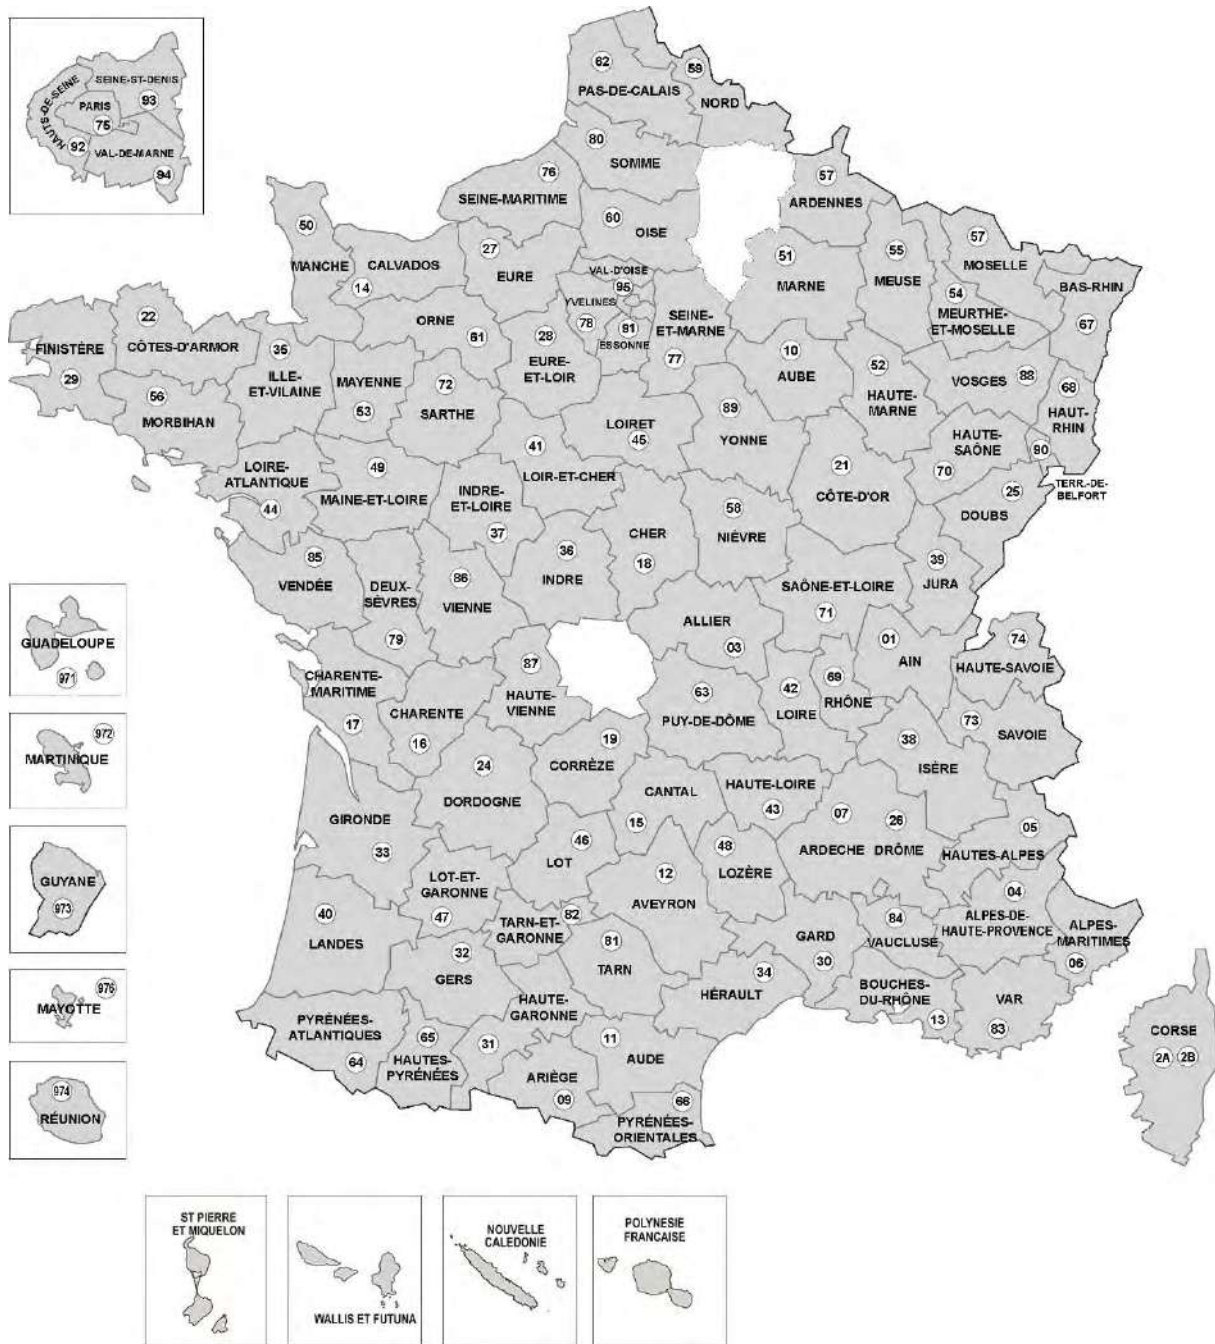 SEINE-ST-DENIS
HAUTS-DE-SEINE
PARIS
93
75
92
VAL-DE-MARNE
94
62
59
PAS-DE-CALAIS
NORD
80
SOMME
76
57
SEINE-MARITIME
ARDENNES
60
OISE
50
27
55
57
51
MOSELLE
MANCHE
CALVADOS
EURE
VAL-D'OISE
MARNE
MEUSE
BAS-RHIN
14
95
54
YVELINES
MEURTHE-
ET-MOSELLE
22
ORNE
78
91
SEINE-
ET-MARNE
67
61
28
ESSONNE
CÔTES-D'ARMOR
35
FINISTÈRE
EURE-
ET-LOIR
77
10
52
88
29
ILLE-
ET-VILAINE
MAYENNE
72
AUBE
VOSGES
68
56
53
SARTHE
HAUTE-
MARNE
HAUT-
RHIN
MORBIHAN
LOIRET
89
41
45
YONNE
HAUTE-
SAÔNE
90
LOIRE-
ATLANTIQUE
49
LOIR-ET-CHER
21
70
TERR.-DE-
BELFORT
MAINE-ET-LOIRE
INDRE-
ET-LOIRE
CÔTE-D'OR
25
44
37
58
DOUBS
CHER
NIÈVRE
85
36
18
39
VENDÉE
DEUX-
SÈVRES
86
INDRE
SAÔNE-ET-LOIRE
JURA
VIENNE
71
79
ALLIER
03
01
74
GUADELOUPE
971
AIN
HAUTE-SAVOIE
CHARENTE-
MARITIME
87
63
42
69
HAUTE-
VIENNE
PUY-DE-DÔME
LOIRE
RHÔNE
CHARENTE
73
972
17
16
19
38
SAVOIE
MARTINIQUE
24
CORRÈZE
ISÈRE
DORDOGNE
CANTAL
HAUTE-LOIRE
GIRONDE
15
43
07
26
05
33
46
48
ARDECHE
DRÔME
HAUTES-ALPES
LOT
GUYANE
973
LOT-ET-
GARONNE
12
LOZÈRE
04
40
47
AVEYRON
84
ALPES-DE-
HAUTE-PROVENCE
LANDES
TARN-ET-
GARONNE
82
GARD
VAUCLUSE
ALPES-
MARITIMES
32
81
30
06
GERS
TARN
34
976
HÉRAULT
BOUCHES-
DU-RHÔNE
VAR
MAYOTTE
HAUTE-
GARONNE
13
83
PYRÉNÉES-
ATLANTIQUES
65
31
11
CORSE
64
HAUTES-
PYRÉNÉES
AUDE
2A 2B
974
ARIÈGE
09
66
RÉUNION
PYRÉNÉES-
ORIENTALES
ST PIERRE
ET MIQUELON
WALLIS ET FUTUNA
NOUVELLE
CALEDONIE
POLYNESIE
FRANCAISE